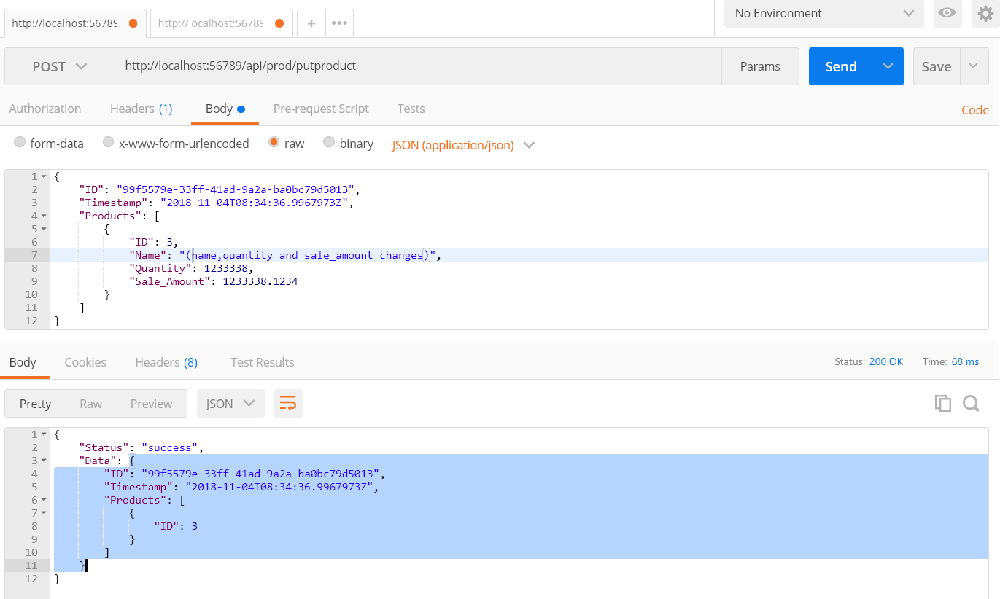 http://localhost:56789 http://localhost:56789 + ••• No Environment
POST http://localhost:56789/api/prod/putproduct Params Send Save
Authorization Headers (1) Body Pre-request Script Tests Code
form-data x-www-form-urlencoded raw binary JSON (application/json)
1 {
2 "ID": "99f5579e-33ff-41ad-9a2a-ba0bc79d5013",
3 "Timestamp": "2018-11-04T08:34:36.9967973Z",
4 "Products": [
5 {
6 "ID": 3,
7 "Name": "(name,quantity and sale_amount changes)",
8 "Quantity": 1233338,
9 "Sale_Amount": 1233338.1234
10 }
11 ]
12 }
Body Cookies Headers (8) Test Results Status: 200 OK Time: 68 ms
Pretty Raw Preview JSON
1 {
2 "Status": "success",
3 "Data": {
4 "ID": "99f5579e-33ff-41ad-9a2a-ba0bc79d5013",
5 "Timestamp": "2018-11-04T08:34:36.9967973Z",
6 "Products": [
7 {
8 "ID": 3
9 }
10 ]
11 }
12 }